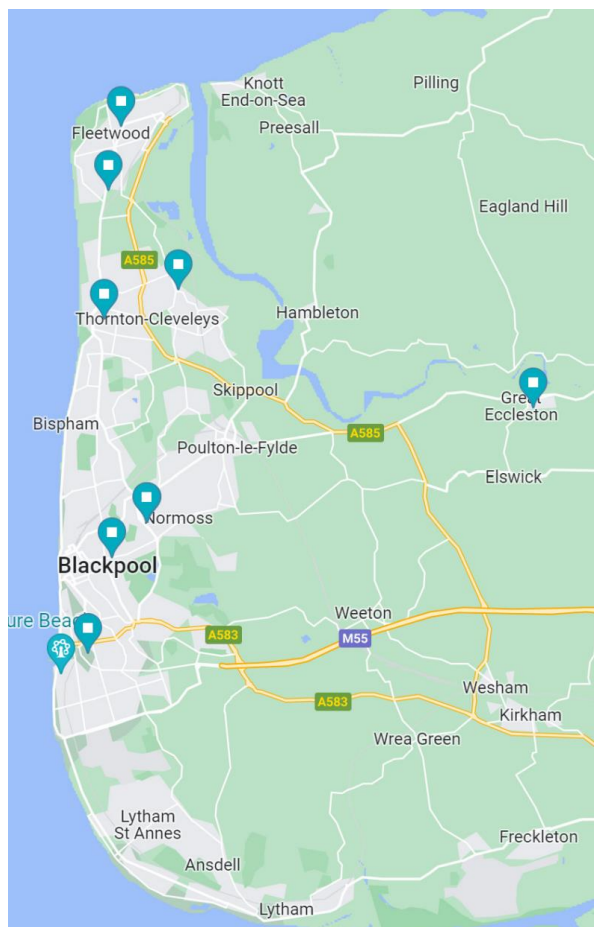 Knott
End-on-Sea
Pilling
Fleetwood
Preesall
Eagland Hill
A585
Thornton-Cleveleys
Hambleton
Skippool
Great
Eccleston
Bispham
A585
Poulton-le-Fylde
Elswick
Normoss
Blackpool
ure Bea
Weeton
A583
M55
Wesham
A583
Kirkham
Wrea Green
Lytham
St Annes
Freckleton
Ansdell
Lytham